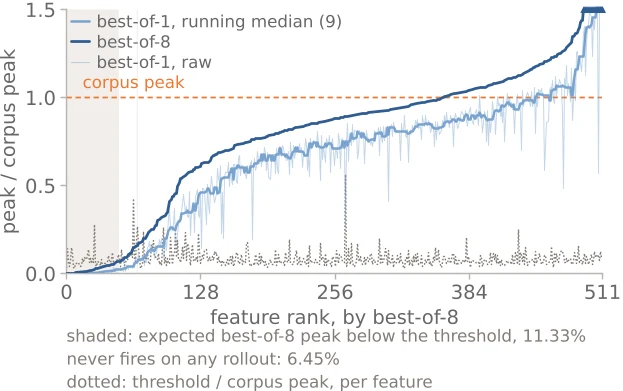 1.5
1.0
0.5
0.0
peak / corpus peak
best-of-1, running median (9)
best-of-8
best-of-1, raw
corpus peak
0
128
256
384
511
feature rank, by best-of-8
shaded: expected best-of-8 peak below the threshold, 11.33%
never fires on any rollout: 6.45%
dotted: threshold / corpus peak, per feature